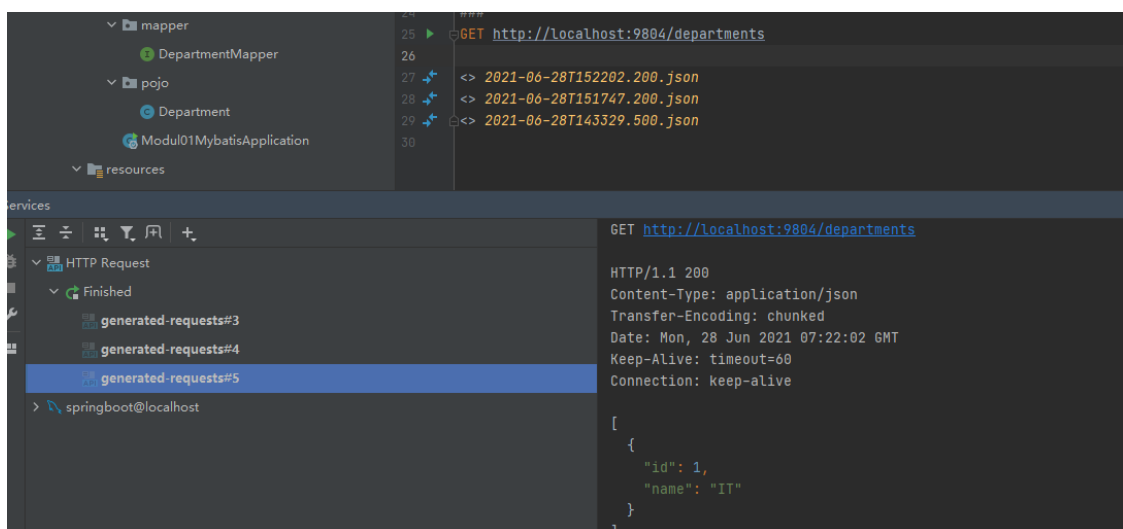 mapper
DepartmentMapper
pojo
Department
Modul01MybatisApplication
resources
24 ###
25 GET http://localhost:9804/departments
26
27 <> 2021-06-28T152202.200.json
28 <> 2021-06-28T151747.200.json
29 <> 2021-06-28T143329.500.json
30
Services
HTTP Request
Finished
generated-requests#3
generated-requests#4
generated-requests#5
springboot@localhost
GET http://localhost:9804/departments
HTTP/1.1 200
Content-Type: application/json
Transfer-Encoding: chunked
Date: Mon, 28 Jun 2021 07:22:02 GMT
Keep-Alive: timeout=60
Connection: keep-alive
[
{
"id": 1,
"name": "IT"
}
]